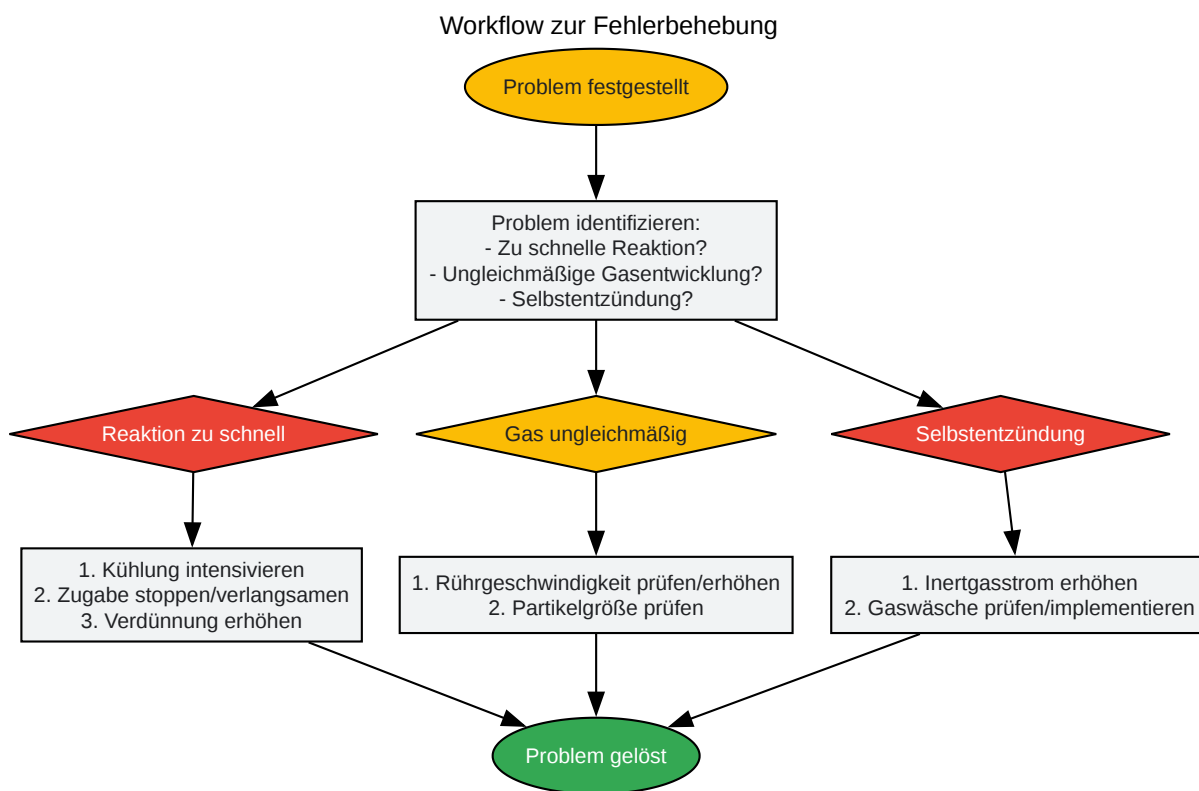 Workflow zur Fehlerbehebung
Problem festgestellt
Problem identifizieren:
- Zu schnelle Reaktion?
- Ungleichmäßige Gasentwicklung?
- Selbstentzündung?
Reaktion zu schnell
Gas ungleichmäßig
Selbstentzündung
1. Kühlung intensivieren
2. Zugabe stoppen/verlangsamen
3. Verdünnung erhöhen
1. Rührgeschwindigkeit prüfen/erhöhen
2. Partikelgröße prüfen
1. Inertgasstrom erhöhen
2. Gaswäsche prüfen/implementieren
Problem gelöst